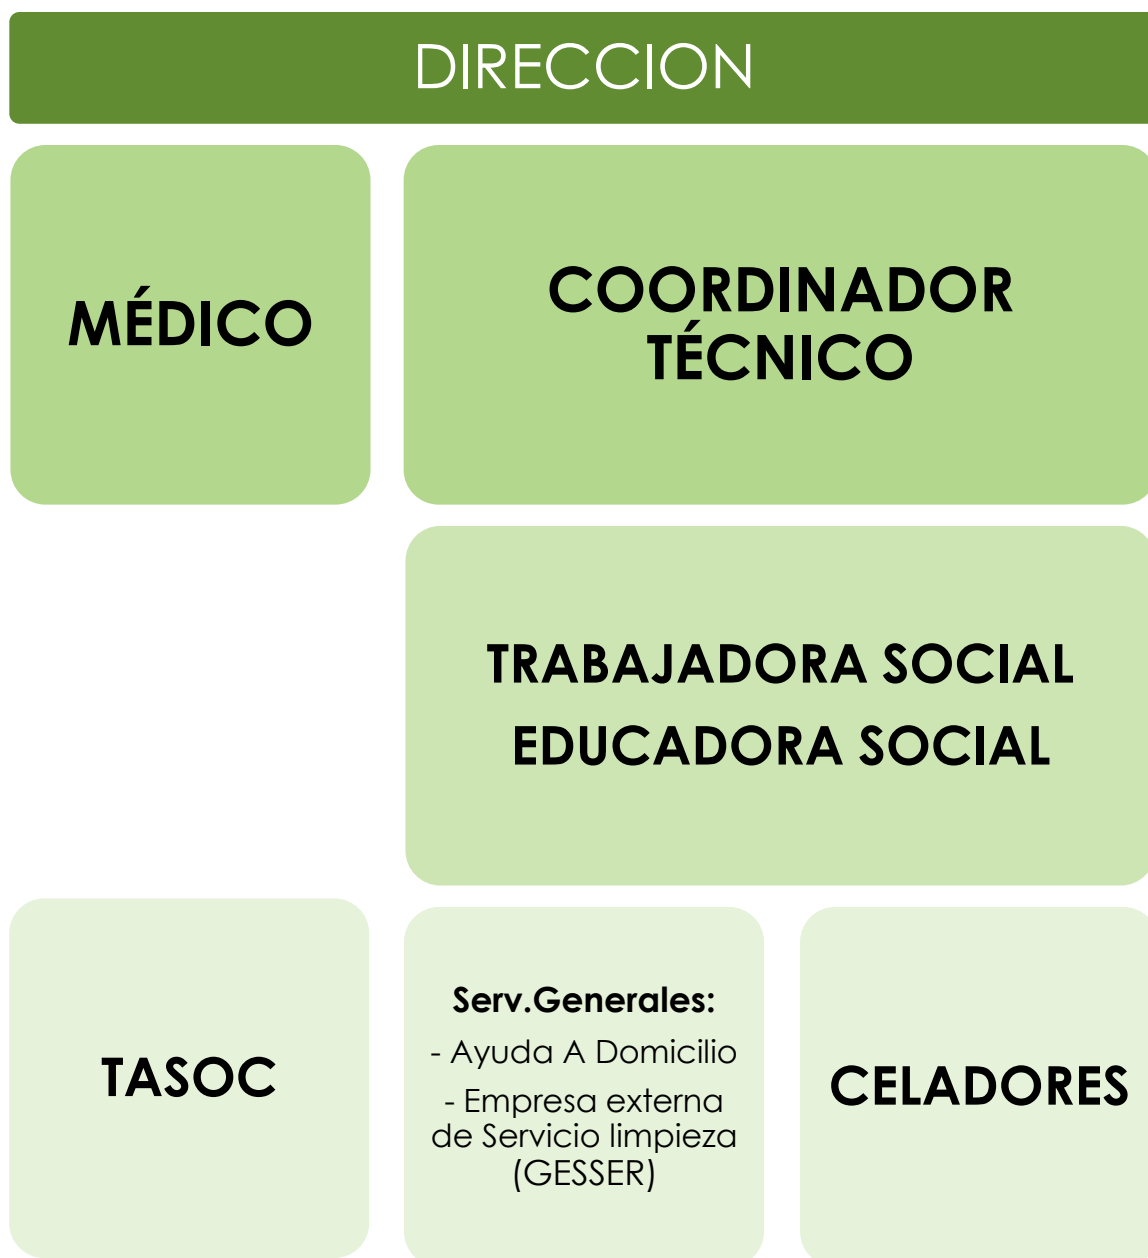 DIRECCION
MÉDICO
COORDINADOR
TÉCNICO
TRABAJADORA SOCIAL
EDUCADORA SOCIAL
TASOC
Serv.Generales:
- Ayuda A Domicilio
- Empresa externa
de Servicio limpieza
(GESSER)
CELADORES